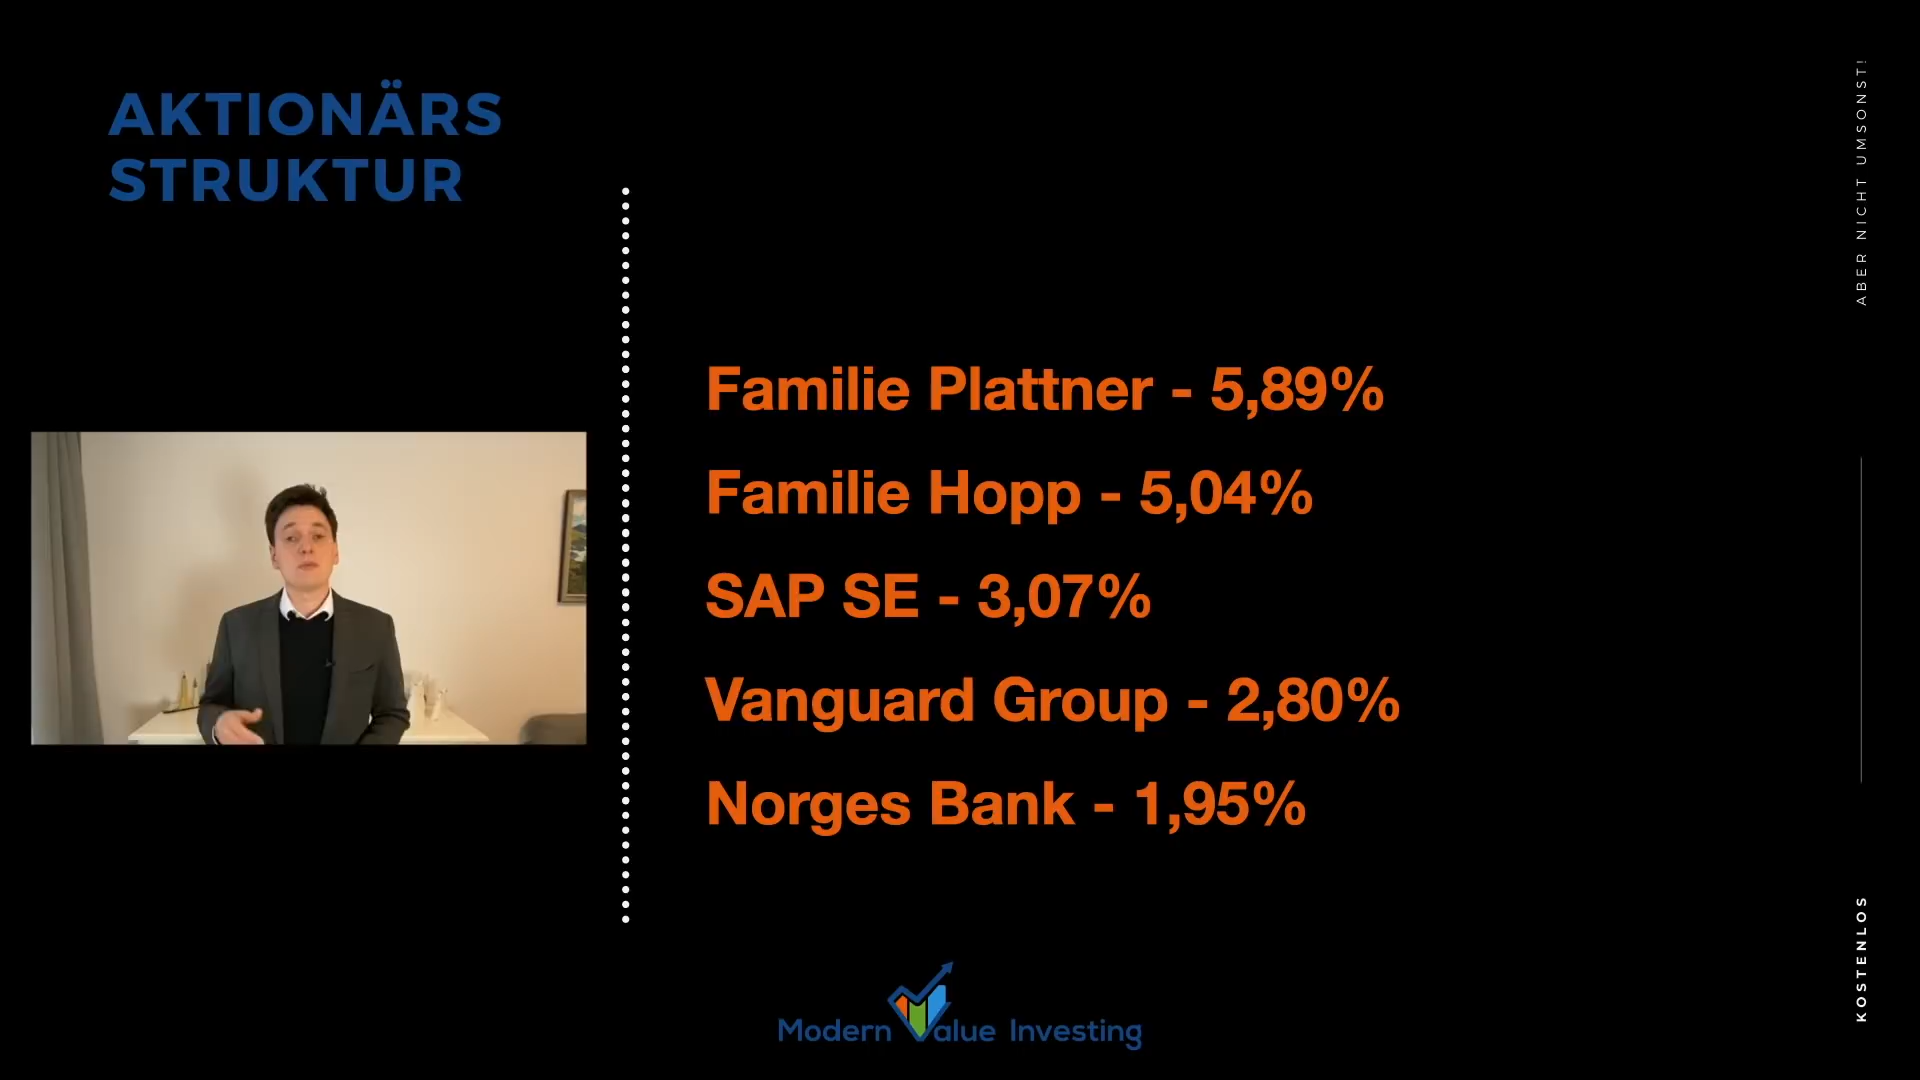 AKTIONÄRS
STRUKTUR
Familie Plattner - 5,89%
Familie Hopp - 5,04%
SAP SE - 3,07%
Vanguard Group - 2,80%
Norges Bank - 1,95%
Modern Value Investing
KOSTENLOS
ABER NICHT UMSONST!